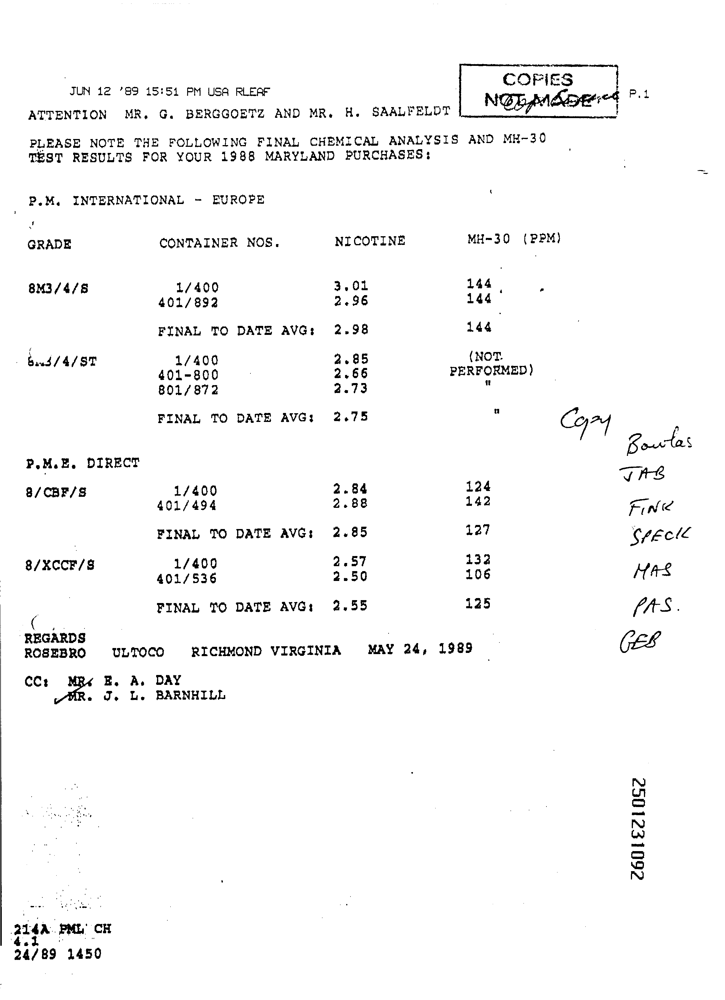 COPIES
NOT MADE
JUN 12 '89 15:51 PM USA RLEAF P.1
ATTENTION MR. G. BERGGOETZ AND MR. H. SAALFELDT
PLEASE NOTE THE FOLLOWING FINAL CHEMICAL ANALYSIS AND MH-30
TEST RESULTS FOR YOUR 1988 MARYLAND PURCHASES:
P.M. INTERNATIONAL - EUROPE
GRADE CONTAINER NOS. NICOTINE MH-30 (PPM)
8M3/4/S 1/400 3.01 144
401/892 2.96 144
FINAL TO DATE AVG: 2.98 144
/4/ST 1/400 2.85 (NOT
401-800 2.66 PERFORMED)
801/872 2.73 "
FINAL TO DATE AVG: 2.75 "
Copy
Bowlas
P.M.E. DIRECT
JAB
8/CBF/S 1/400 2.84 124
401/494 2.88 142
FINK
FINAL TO DATE AVG: 2.85 127
SPECK
8/XCCF/S 1/400 2.57 132
401/536 2.50 106
MAS
FINAL TO DATE AVG: 2.55 125
PAS.
REGARDS
GEB
ROSEBRO ULTOCO RICHMOND VIRGINIA MAY 24, 1989
CC: MR. E. A. DAY
MR. J. L. BARNHILL
2501231092
214A PML CH
4.1
24/89 1450